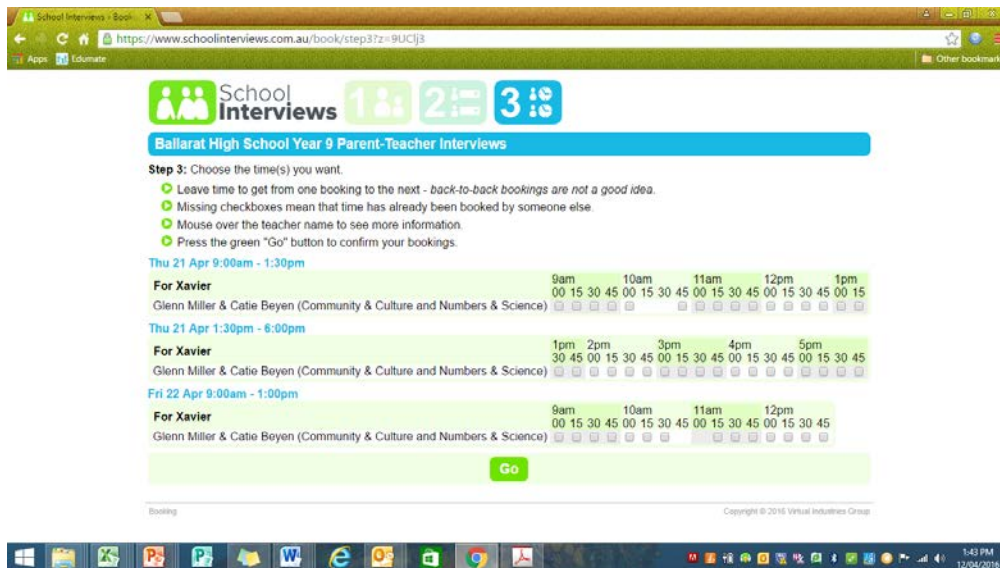 School Interviews - Book
https://www.schoolinterviews.com.au/book/step3?z=9UClj3
Apps Edumate Other bookmark
School Interviews 1 2 3
Ballarat High School Year 9 Parent-Teacher Interviews
Step 3: Choose the time(s) you want.
Leave time to get from one booking to the next - back-to-back bookings are not a good idea.
Missing checkboxes mean that time has already been booked by someone else.
Mouse over the teacher name to see more information.
Press the green "Go" button to confirm your bookings.
Thu 21 Apr 9:00am - 1:30pm
9am 10am 11am 12pm 1pm
For Xavier 00 15 30 45 00 15 30 45 00 15 30 45 00 15 30 45 00 15
Glenn Miller & Catie Beyen (Community & Culture and Numbers & Science)
Thu 21 Apr 1:30pm - 6:00pm
1pm 2pm 3pm 4pm 5pm
For Xavier 30 45 00 15 30 45 00 15 30 45 00 15 30 45 00 15 30 45
Glenn Miller & Catie Beyen (Community & Culture and Numbers & Science)
Fri 22 Apr 9:00am - 1:00pm
9am 10am 11am 12pm
For Xavier 00 15 30 45 00 15 30 45 00 15 30 45 00 15 30 45
Glenn Miller & Catie Beyen (Community & Culture and Numbers & Science)
Go
Booking Copyright © 2016 Virtual Industries Group
1:43 PM
12/04/2016